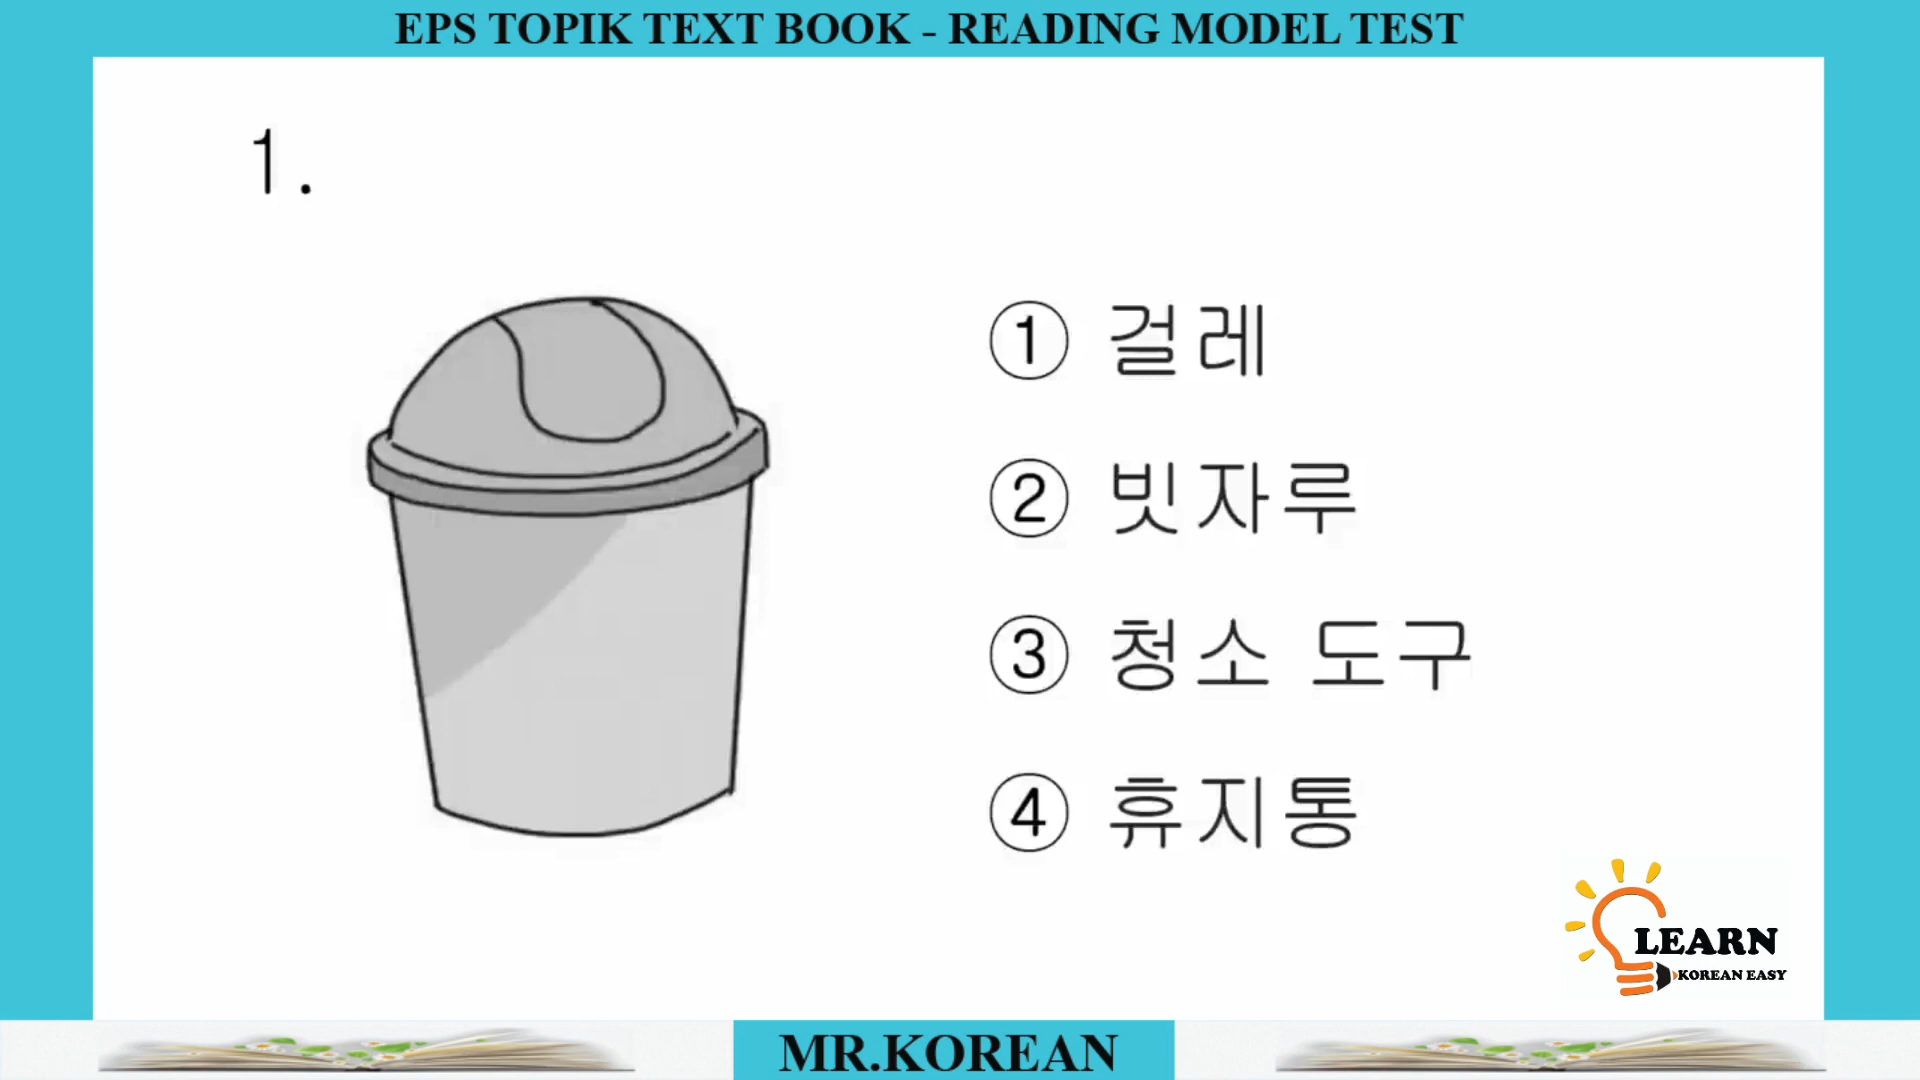 EPS TOPIK TEXT BOOK - READING MODEL TEST
1.
① 걸레
② 빗자루
③ 청소 도구
④ 휴지통
LEARN
KOREAN EASY
MR.KOREAN